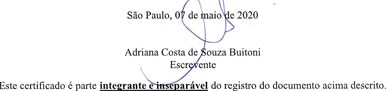 São Paulo, 07 de maio de 2020
Adriana Costa de Souza Buitoni
Escrevente
Este certificado é parte integrante e inseparável do registro do documento acima descrito.